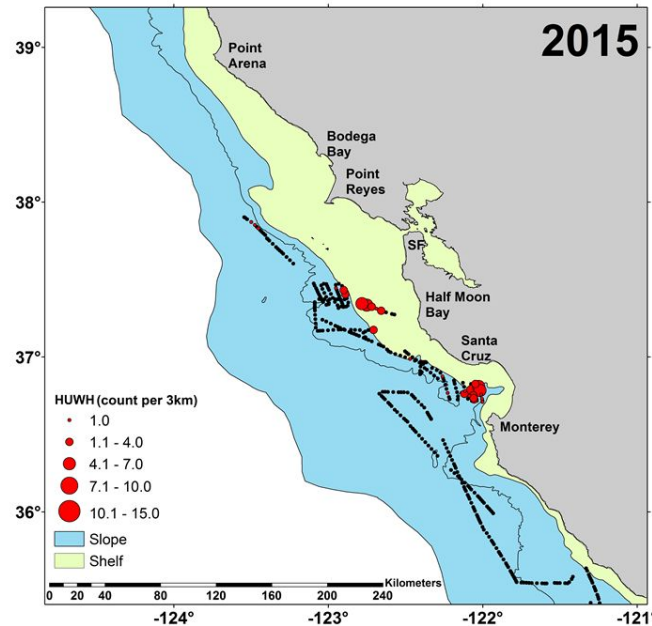 2015
39°
Point
Arena
Bodega
Bay
Point
Reyes
38°
SF
Half Moon
Bay
37°
Santa
Cruz
HUWH (count per 3km)
1.0
1.1 - 4.0
4.1 - 7.0
7.1 - 10.0
10.1 - 15.0
Monterey
36°
Slope
Shelf
Kilometers
0 20 40 80 120 160 200 240
-124° -123° -122° -121°